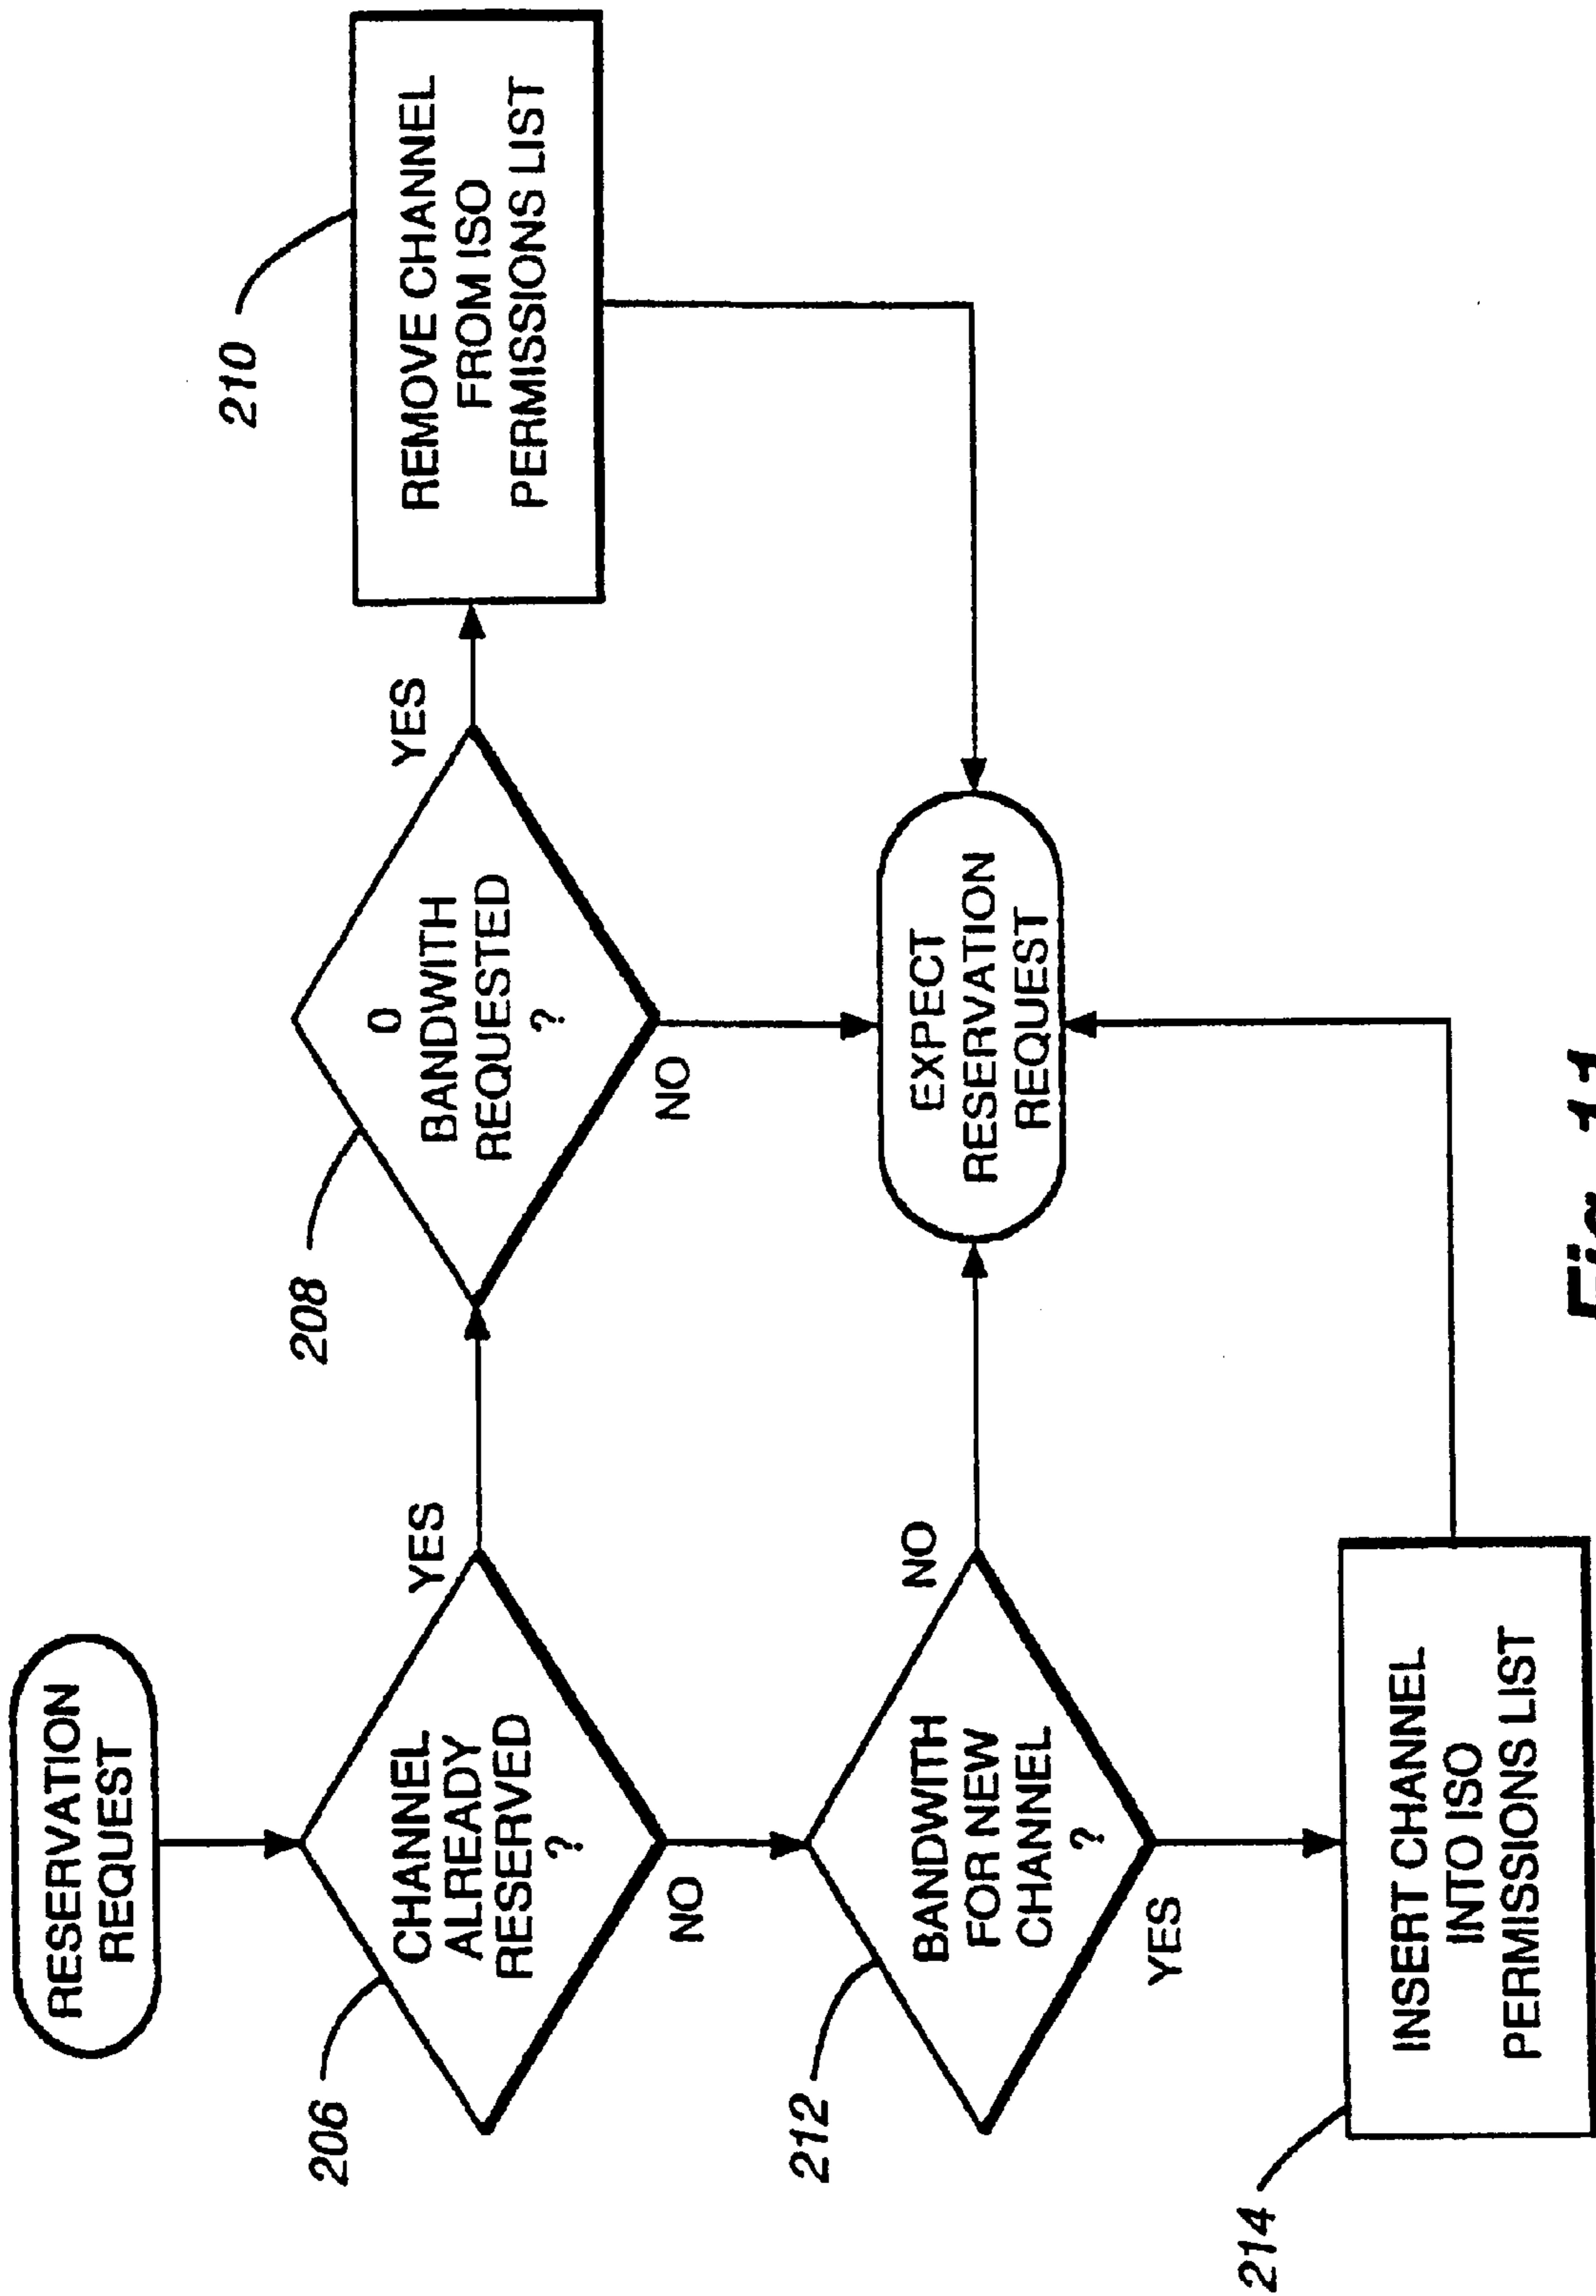 RESERVATION
REQUEST
206
CHANNEL
ALREADY
RESERVED
?
YES
NO
208
0
BANDWITH
REQUESTED
?
YES
NO
210
REMOVE CHANNEL
FROM ISO
PERMISSIONS LIST
212
BANDWITH
FOR NEW
CHANNEL
?
NO
YES
EXPECT
RESERVATION
REQUEST
214
INSERT CHANNEL
INTO ISO
PERMISSIONS LIST
Fig. 11